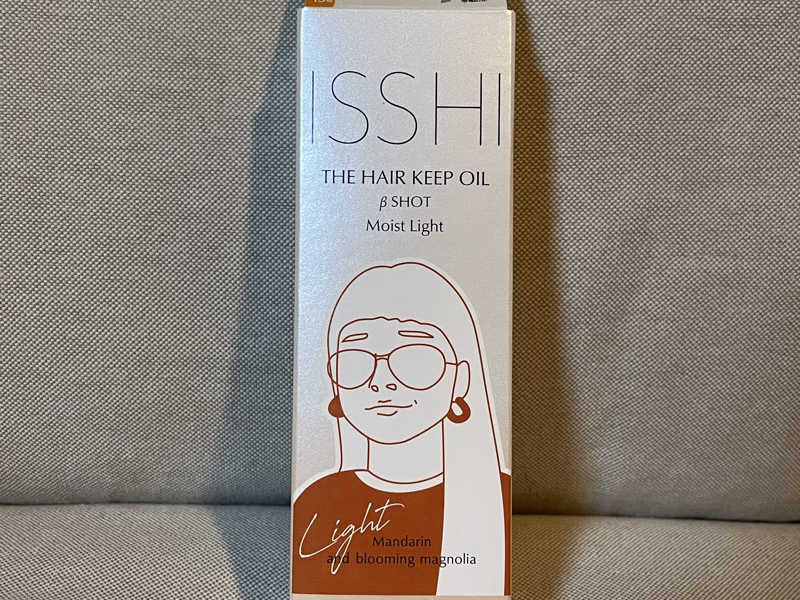 ISSHI
THE HAIR KEEP OIL
β SHOT
Moist Light
Light
Mandarin
and blooming magnolia